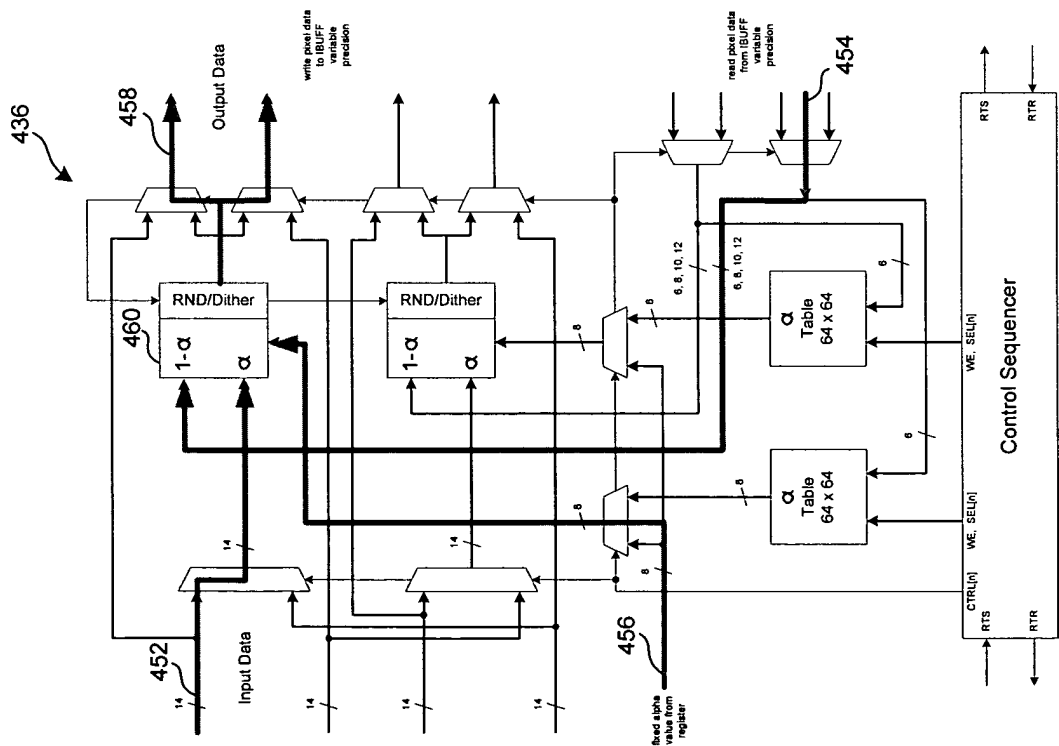 436
458
Output Data
write pixel data
to IBUFF
variable
precision
460
RND/Dither
1-α
α
RND/Dither
1-α
α
6, 8, 10, 12
6, 8, 10, 12
read pixel data
from IBUFF
variable
precision
454
14
14
452
14
Input Data
14
14
14
8
8
8
8
8
456
fixed alpha
value from
register
α
Table
64 x 64
6
α
Table
64 x 64
6
WE, SEL[n]
WE, SEL[n]
CTRL[n]
RTS
RTR
Control Sequencer
RTS
RTR